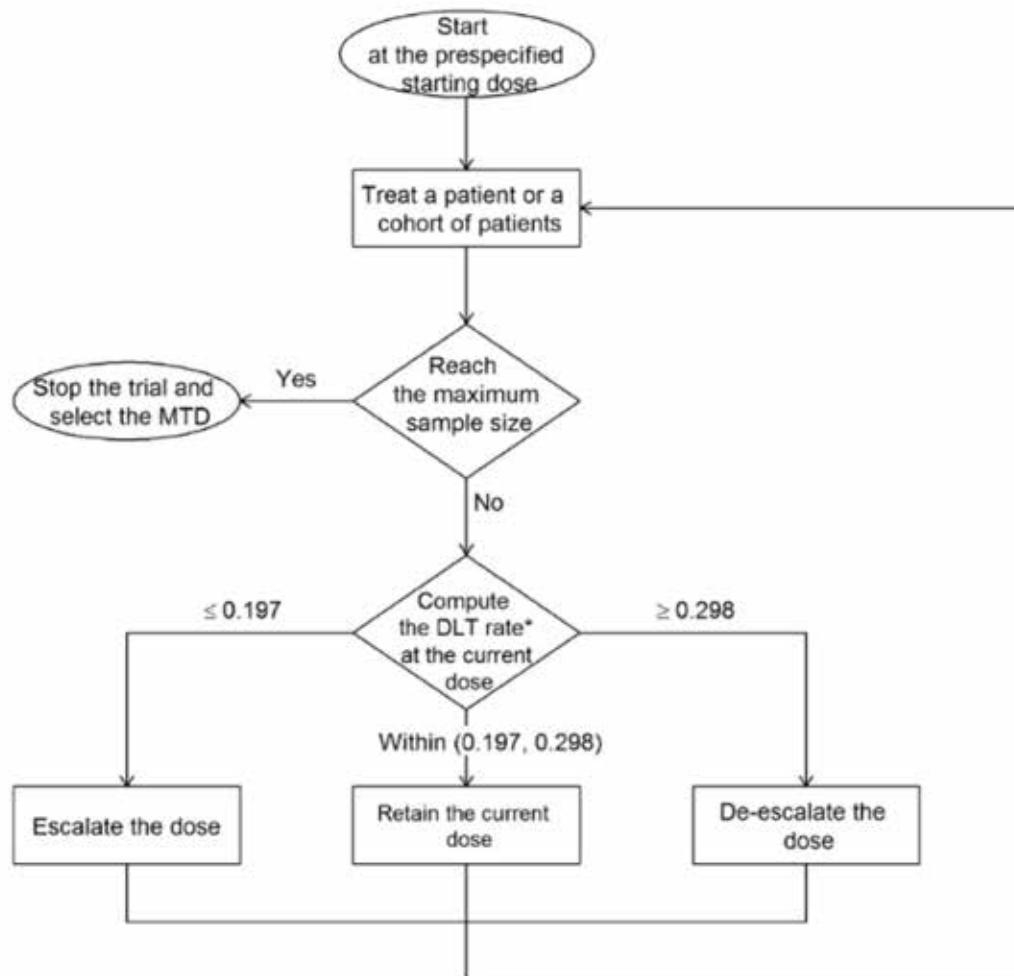 Start
at the prespecified
starting dose
Treat a patient or a
cohort of patients
Reach
the maximum
sample size
Yes
Stop the trial and
select the MTD
No
Compute
the DLT rate*
at the current
dose
≤ 0.197
≥ 0.298
Within (0.197, 0.298)
Escalate the dose
Retain the current
dose
De-escalate the
dose